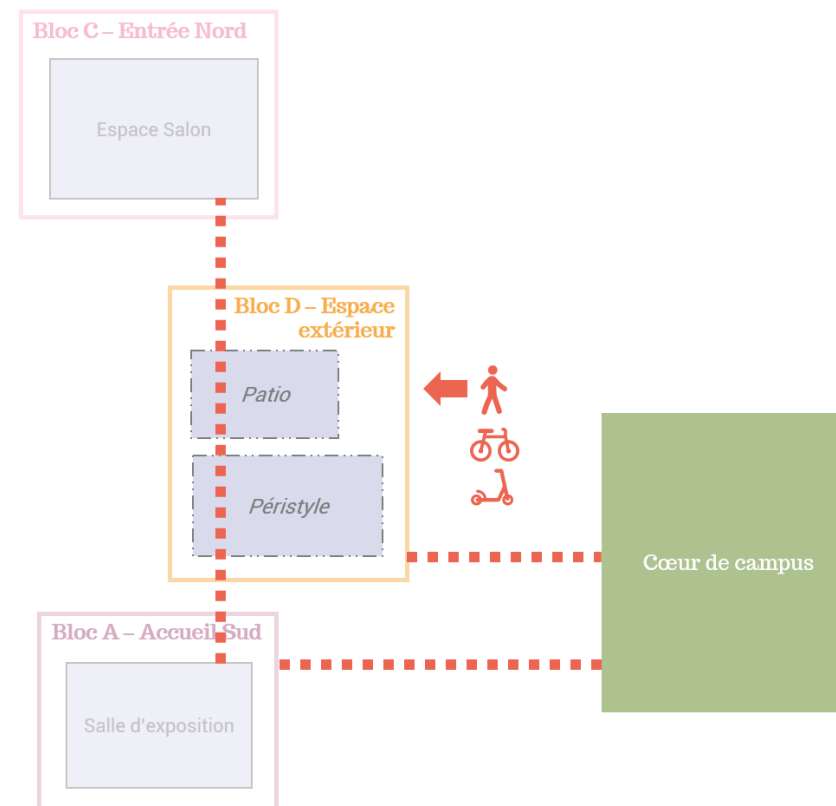 Bloc C – Entrée Nord
Espace Salon
Bloc D – Espace
extérieur
Patio
Péristyle
Cœur de campus
Bloc A – Accueil Sud
Salle d'exposition